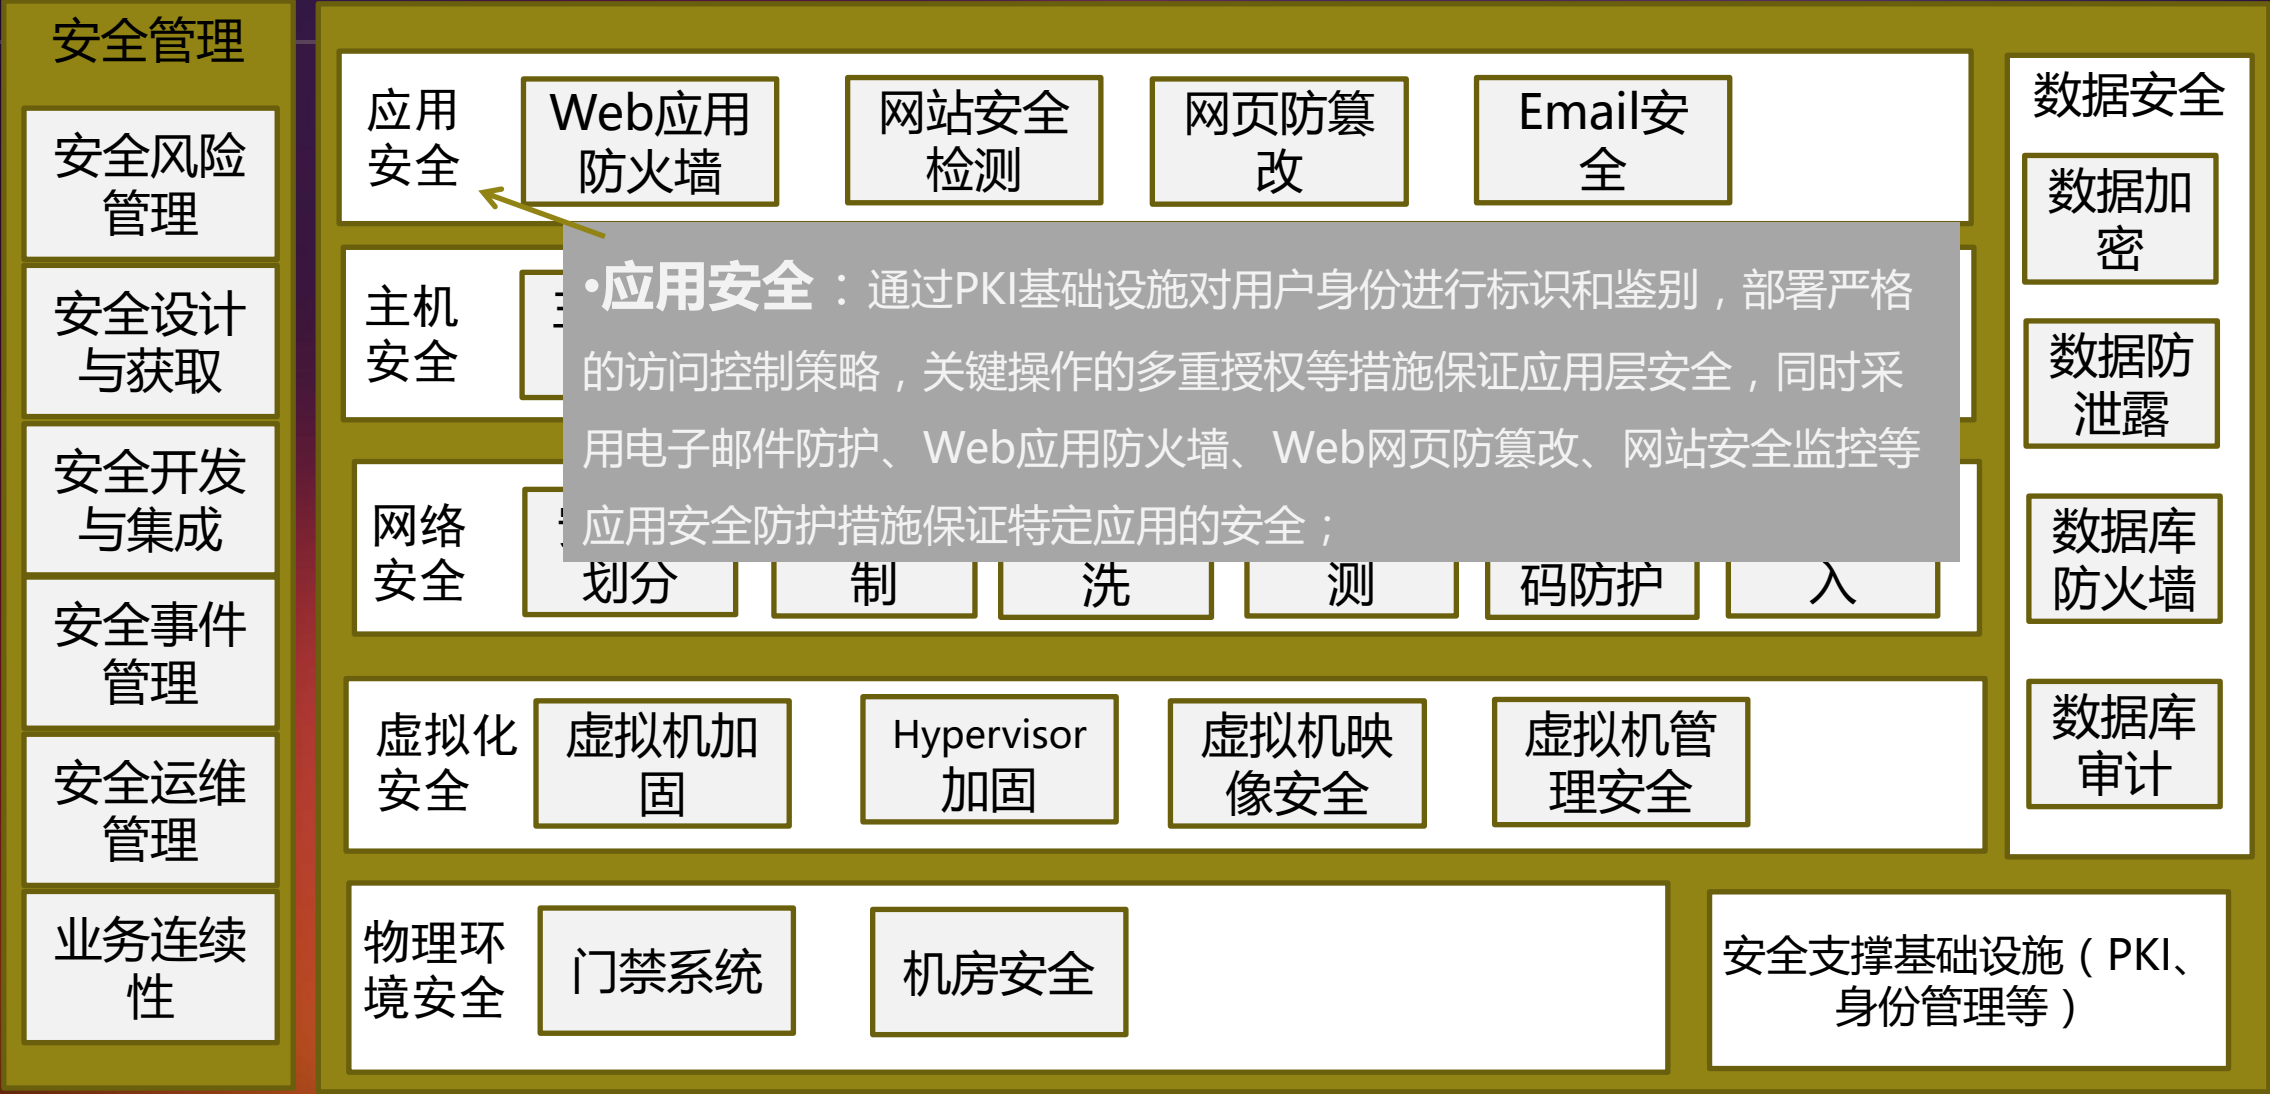 安全管理
安全风险
管理
安全设计
与获取
安全开发
与集成
安全事件
管理
安全运维
管理
业务连续
性
应用
安全
Web应用
防火墙
网站安全
检测
网页防篡
改
Email安
全
主机
安全
•应用安全：通过PKI基础设施对用户身份进行标识和鉴别，部署严格
的访问控制策略，关键操作的多重授权等措施保证应用层安全，同时采
用电子邮件防护、Web应用防火墙、Web网页防篡改、网站安全监控等
应用安全防护措施保证特定应用的安全；
网络
安全
划分
制
洗
测
码防护
入
虚拟化
安全
虚拟机加
固
Hypervisor
加固
虚拟机映
像安全
虚拟机管
理安全
物理环
境安全
门禁系统
机房安全
数据安全
数据加
密
数据防
泄露
数据库
防火墙
数据库
审计
安全支撑基础设施（PKI、
身份管理等）